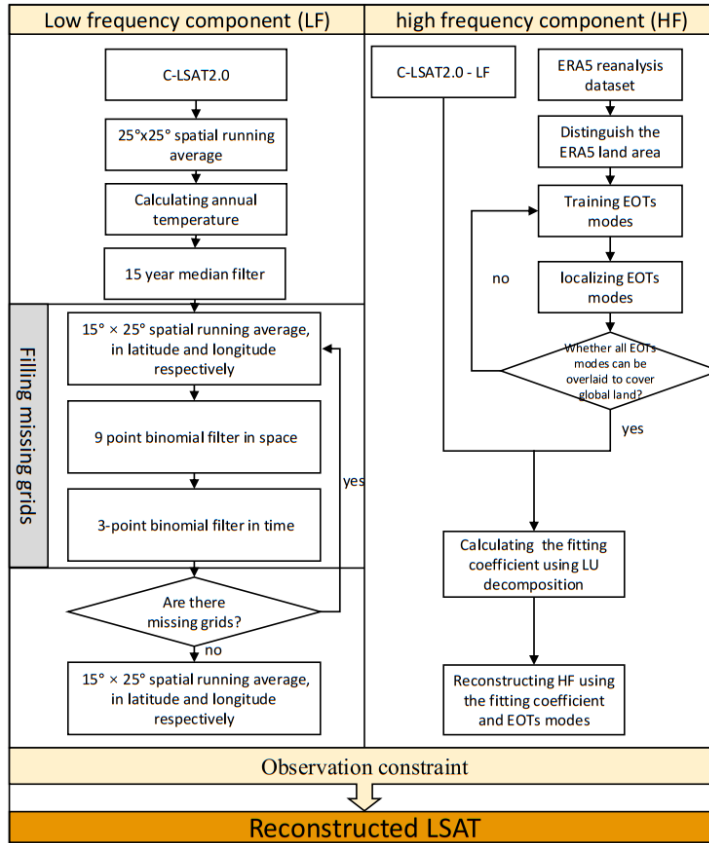 Low frequency component (LF)
C-LSAT2.0
25°x25° spatial running
average
Calculating annual
temperature
15 year median filter
Filling missing grids
15° × 25° spatial running average,
in latitude and longitude
respectively
9 point binomial filter in space
yes
3-point binomial filter in time
Are there
missing grids?
no
15° × 25° spatial running average,
in latitude and longitude
respectively
high frequency component (HF)
C-LSAT2.0 - LF
ERA5 reanalysis
dataset
Distinguish the
ERA5 land area
Training EOTs
modes
no
localizing EOTs
modes
Whether all EOTs
modes can be
overlaid to cover
global land?
yes
Calculating the fitting
coefficient using LU
decomposition
Reconstructing HF using
the fitting coefficient
and EOTs modes
Observation constraint
Reconstructed LSAT